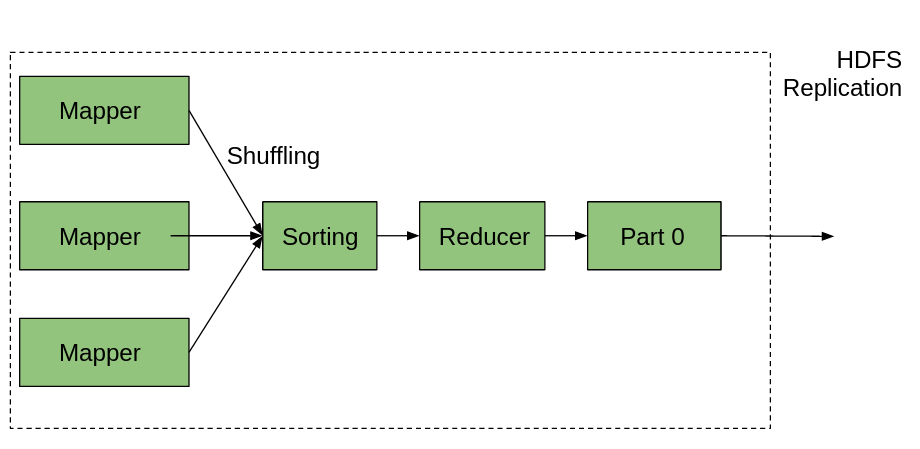 HDFS
Replication
Mapper
Shuffling
Mapper
Sorting
Reducer
Part 0
Mapper